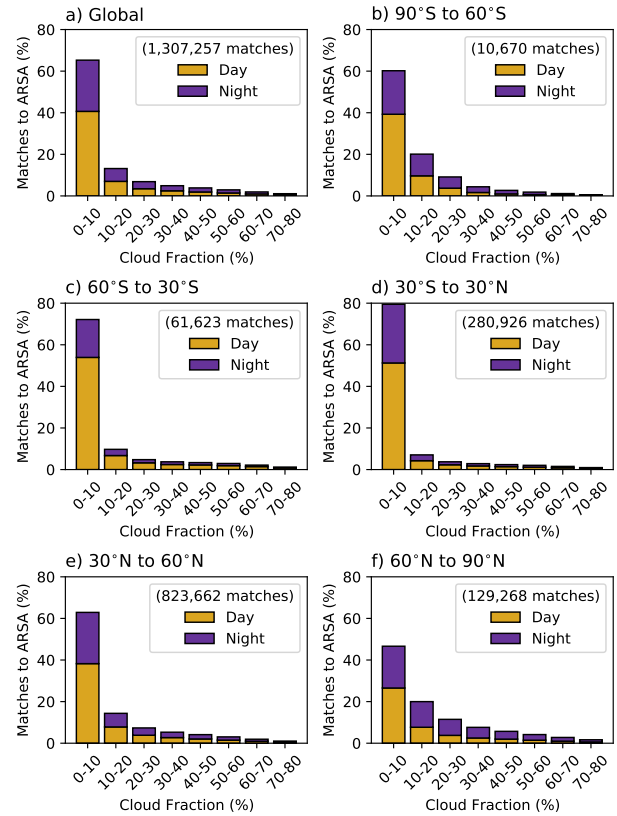 a) Global
Matches to ARSA (%)
80
60
40
20
0
(1,307,257 matches)
Day
Night
0-10
10-20
20-30
30-40
40-50
50-60
60-70
70-80
Cloud Fraction (%)
b) 90°S to 60°S
Matches to ARSA (%)
80
60
40
20
0
(10,670 matches)
Day
Night
0-10
10-20
20-30
30-40
40-50
50-60
60-70
70-80
Cloud Fraction (%)
c) 60°S to 30°S
Matches to ARSA (%)
80
60
40
20
0
(61,623 matches)
Day
Night
0-10
10-20
20-30
30-40
40-50
50-60
60-70
70-80
Cloud Fraction (%)
d) 30°S to 30°N
Matches to ARSA (%)
80
60
40
20
0
(280,926 matches)
Day
Night
0-10
10-20
20-30
30-40
40-50
50-60
60-70
70-80
Cloud Fraction (%)
e) 30°N to 60°N
Matches to ARSA (%)
80
60
40
20
0
(823,662 matches)
Day
Night
0-10
10-20
20-30
30-40
40-50
50-60
60-70
70-80
Cloud Fraction (%)
f) 60°N to 90°N
Matches to ARSA (%)
80
60
40
20
0
(129,268 matches)
Day
Night
0-10
10-20
20-30
30-40
40-50
50-60
60-70
70-80
Cloud Fraction (%)